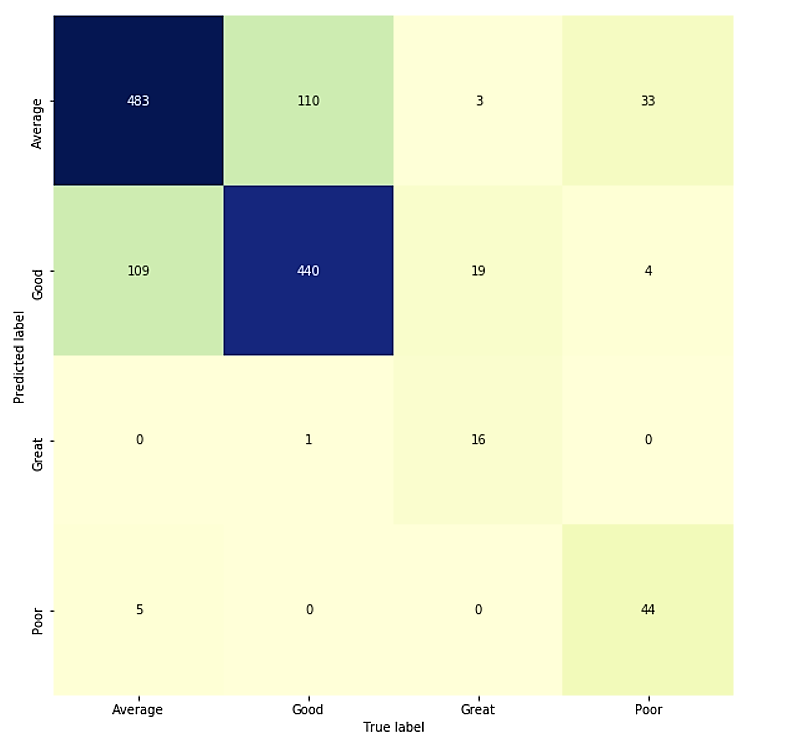 Predicted label
Average 483 110 3 33
Good 109 440 19 4
Great 0 1 16 0
Poor 5 0 0 44
Average Good Great Poor
True label